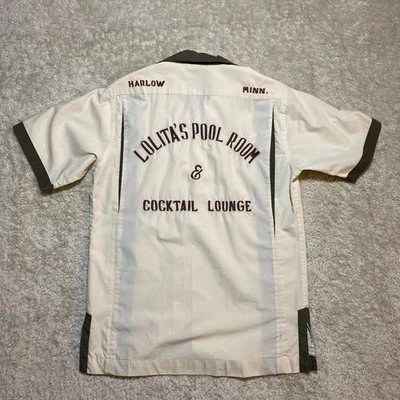 HARLOW MINN.
LOLITA'S POOL ROOM
&
COCKTAIL LOUNGE